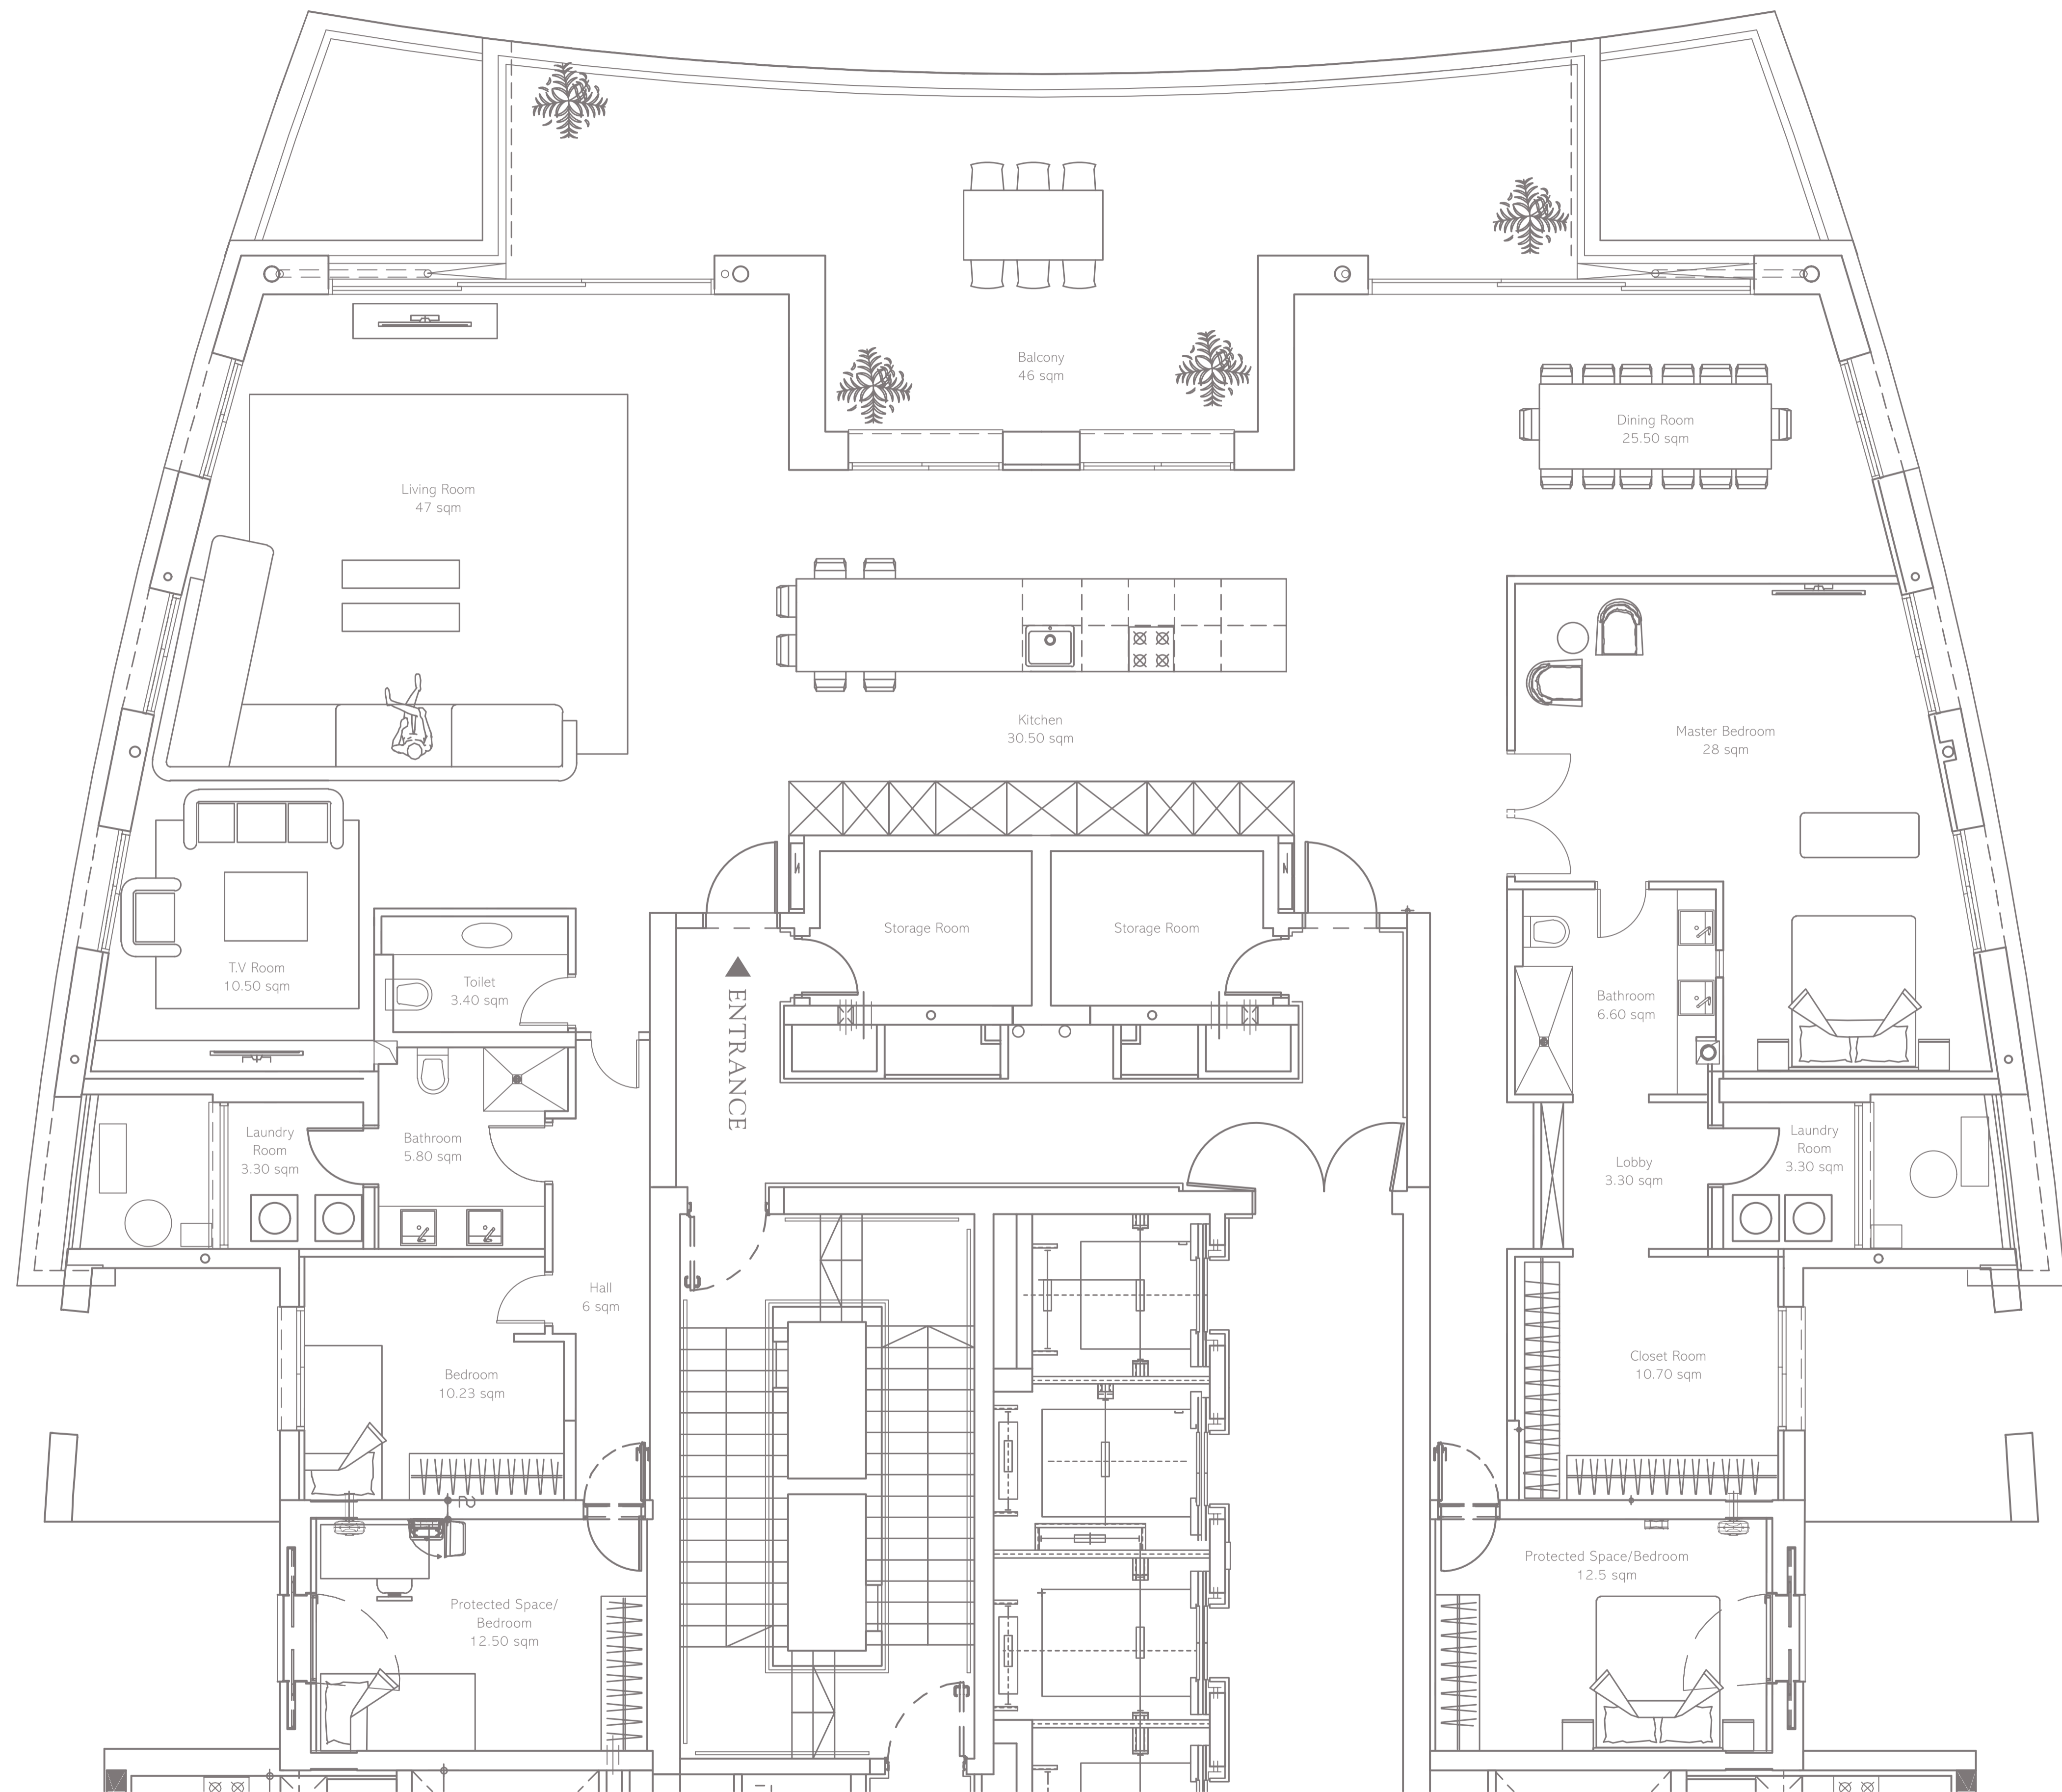 Balcony
46 sqm
Dining Room
25.50 sqm
Living Room
47 sqm
Kitchen
30.50 sqm
Master Bedroom
28 sqm
Storage Room
Storage Room
T.V Room
10.50 sqm
Toilet
3.40 sqm
ENTRANCE
Bathroom
6.60 sqm
Laundry
Room
3.30 sqm
Bathroom
5.80 sqm
Lobby
3.30 sqm
Laundry
Room
3.30 sqm
Hall
6 sqm
Bedroom
10.23 sqm
Closet Room
10.70 sqm
Protected Space/
Bedroom
12.50 sqm
Protected Space/Bedroom
12.5 sqm